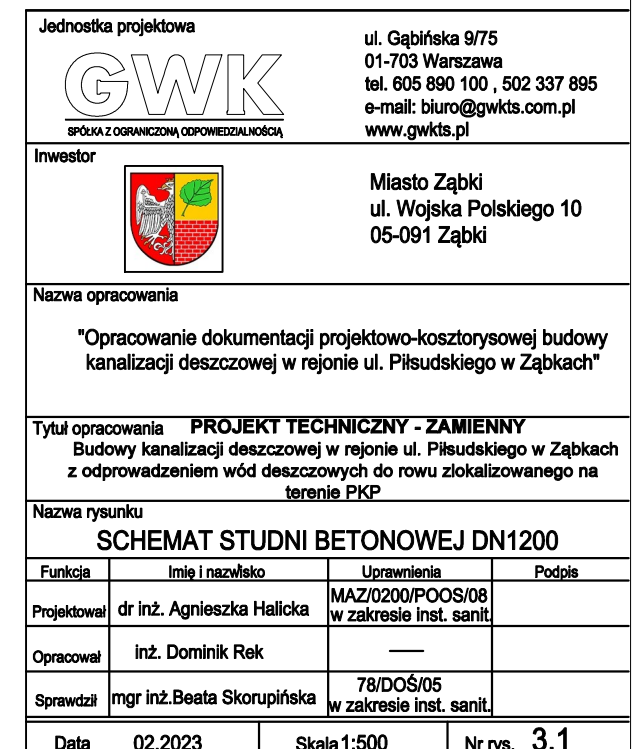 Jednostka projektowa
GWK
SPÓŁKA Z OGRANICZONĄ ODPOWIEDZIALNOŚCIĄ
ul. Gąbińska 9/75
01-703 Warszawa
tel. 605 890 100 , 502 337 895
e-mail: biuro@gwkts.com.pl
www.gwkts.pl
Inwestor
Miasto Ząbki
ul. Wojska Polskiego 10
05-091 Ząbki
Nazwa opracowania
"Opracowanie dokumentacji projektowo-kosztorysowej budowy
kanalizacji deszczowej w rejonie ul. Piłsudskiego w Ząbkach"
Tytuł opracowania PROJEKT TECHNICZNY - ZAMIENNY
Budowy kanalizacji deszczowej w rejonie ul. Piłsudskiego w Ząbkach
z odprowadzeniem wód deszczowych do rowu zlokalizowanego na
terenie PKP
Nazwa rysunku
SCHEMAT STUDNI BETONOWEJ DN1200
Funkcja Imię i nazwisko Uprawnienia Podpis
Projektował dr inż. Agnieszka Halicka MAZ/0200/POOS/08
w zakresie inst. sanit.
Opracował inż. Dominik Rek —
Sprawdził mgr inż.Beata Skorupińska 78/DOŚ/05
w zakresie inst. sanit.
Data 02.2023 Skala 1:500 Nr rys. 3.1